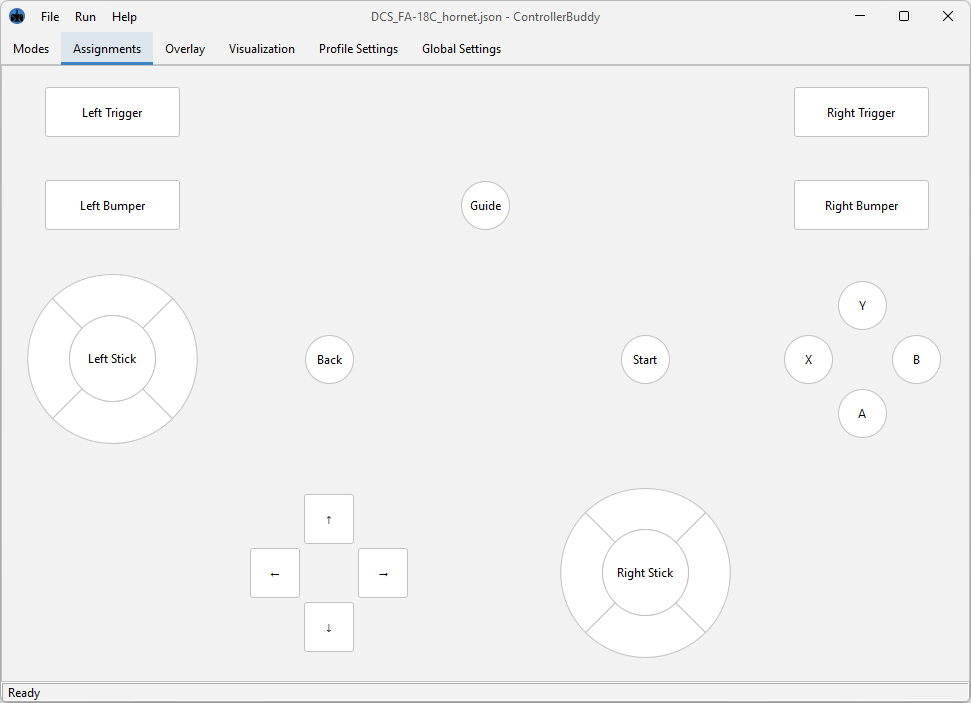 File Run Help DCS_FA-18C_hornet.json - ControllerBuddy
Modes Assignments Overlay Visualization Profile Settings Global Settings
Left Trigger Right Trigger
Left Bumper Guide Right Bumper
Y
Left Stick Back Start X B
A
↑
← → Right Stick
↓
Ready